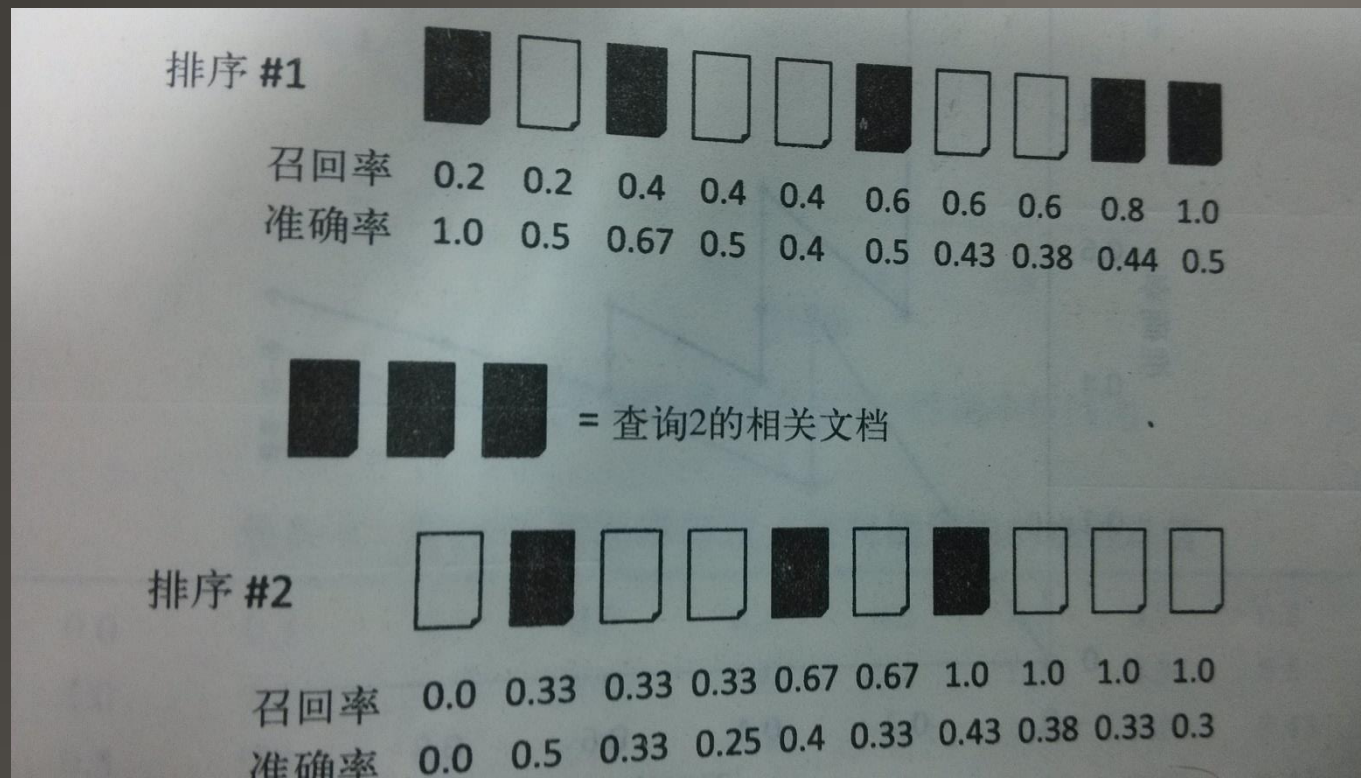 排序 #1
召回率 0.2 0.2 0.4 0.4 0.4 0.6 0.6 0.6 0.8 1.0
准确率 1.0 0.5 0.67 0.5 0.4 0.5 0.43 0.38 0.44 0.5
= 查询2的相关文档
排序 #2
召回率 0.0 0.33 0.33 0.33 0.67 0.67 1.0 1.0 1.0 1.0
准确率 0.0 0.5 0.33 0.25 0.4 0.33 0.43 0.38 0.33 0.3